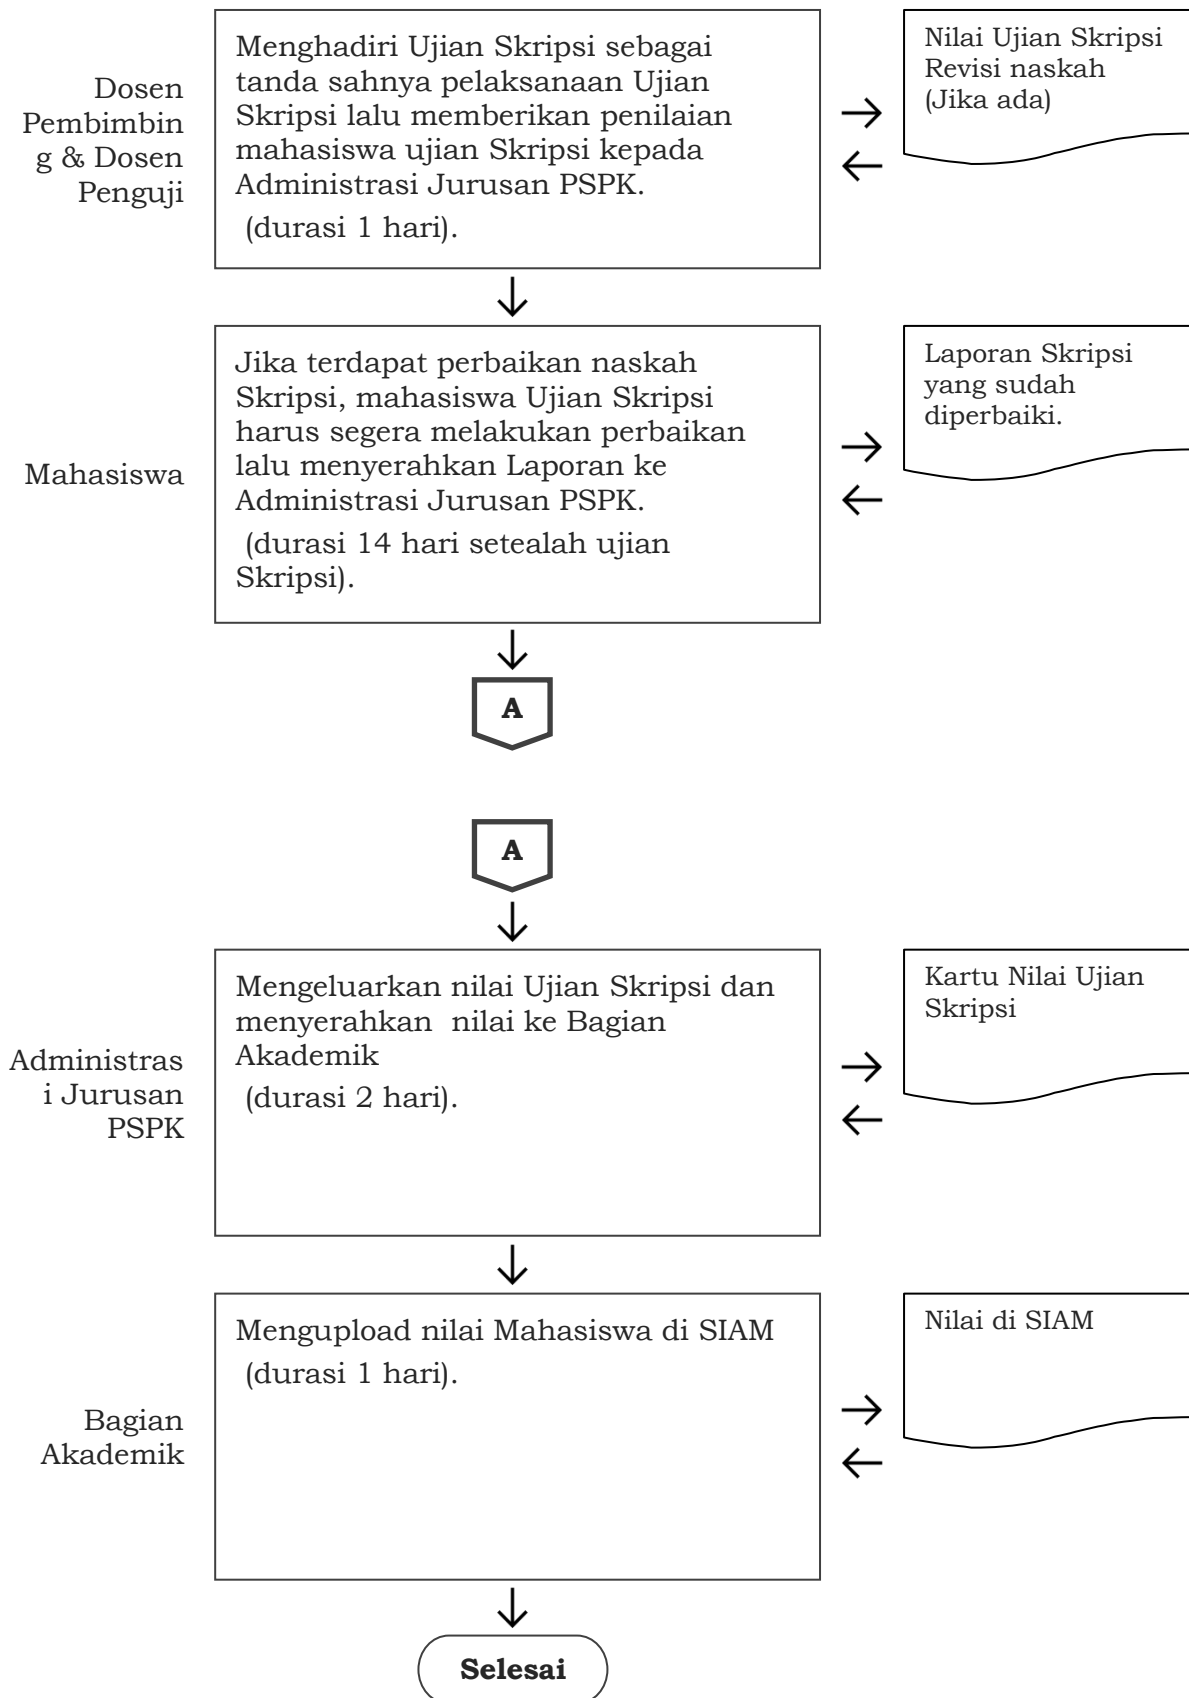 Dosen
Pembimbin
g & Dosen
Penguji
Menghadiri Ujian Skripsi sebagai
tanda sahnya pelaksanaan Ujian
Skripsi lalu memberikan penilaian
mahasiswa ujian Skripsi kepada
Administrasi Jurusan PSPK.
(durasi 1 hari).
Nilai Ujian Skripsi
Revisi naskah
(Jika ada)
Mahasiswa
Jika terdapat perbaikan naskah
Skripsi, mahasiswa Ujian Skripsi
harus segera melakukan perbaikan
lalu menyerahkan Laporan ke
Administrasi Jurusan PSPK.
(durasi 14 hari setealah ujian
Skripsi).
Laporan Skripsi
yang sudah
diperbaiki.
A
A
Administras
i Jurusan
PSPK
Mengeluarkan nilai Ujian Skripsi dan
menyerahkan  nilai ke Bagian
Akademik
(durasi 2 hari).
Kartu Nilai Ujian
Skripsi
Bagian
Akademik
Mengupload nilai Mahasiswa di SIAM
(durasi 1 hari).
Nilai di SIAM
Selesai